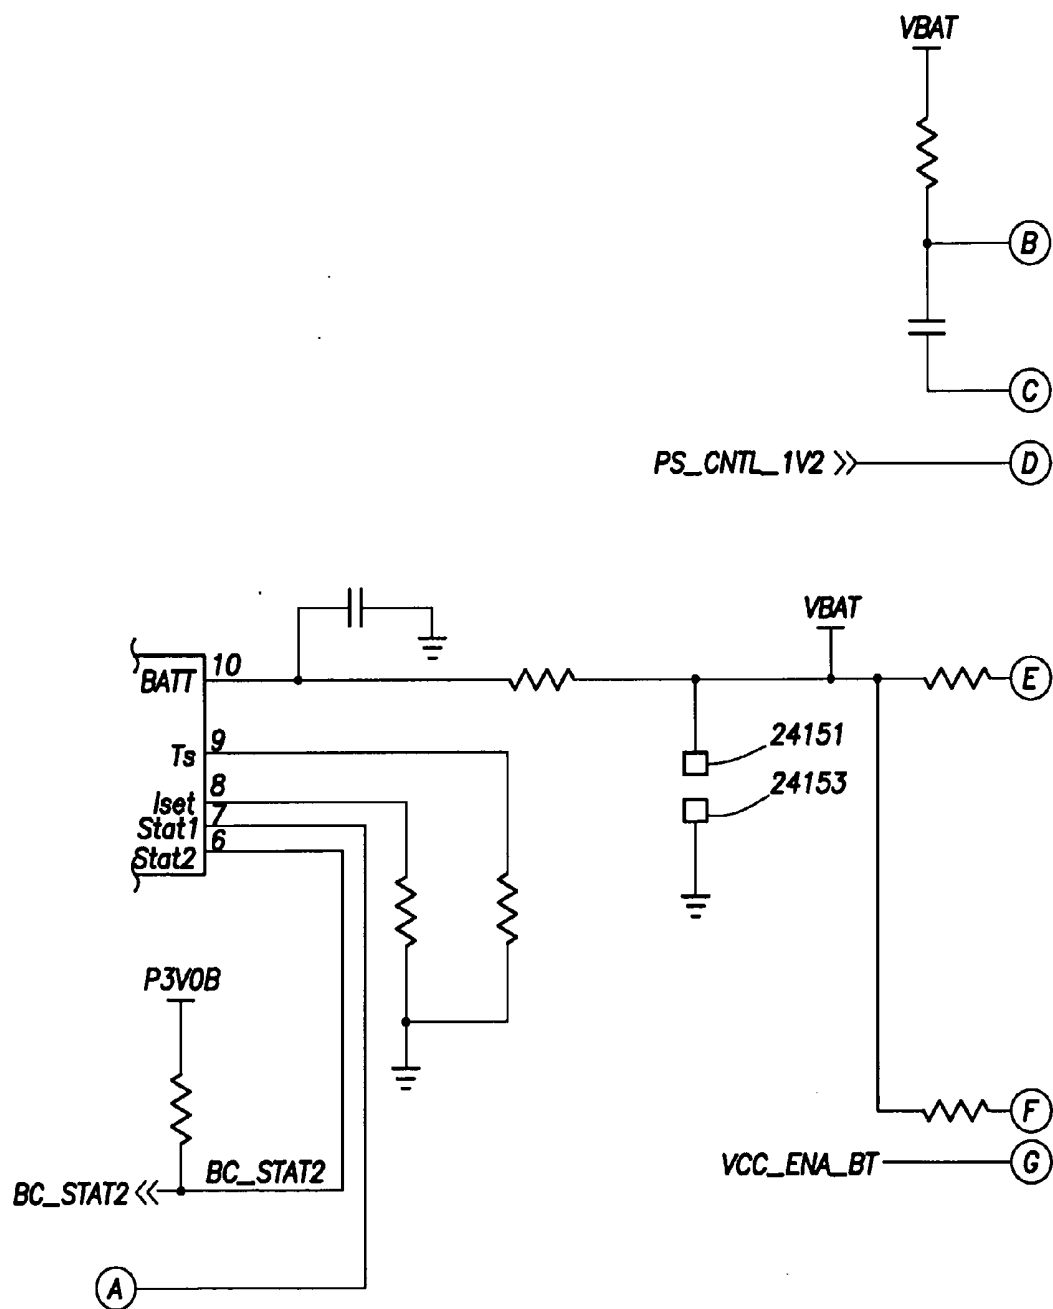 VBAT
B
C
PS_CNTL_1V2
D
VBAT
BATT 10
E
Ts 9
24151
24153
Iset 8
Stat1 7
Stat2 6
P3V0B
F
VCC_ENA_BT
G
BC_STAT2
BC_STAT2
A